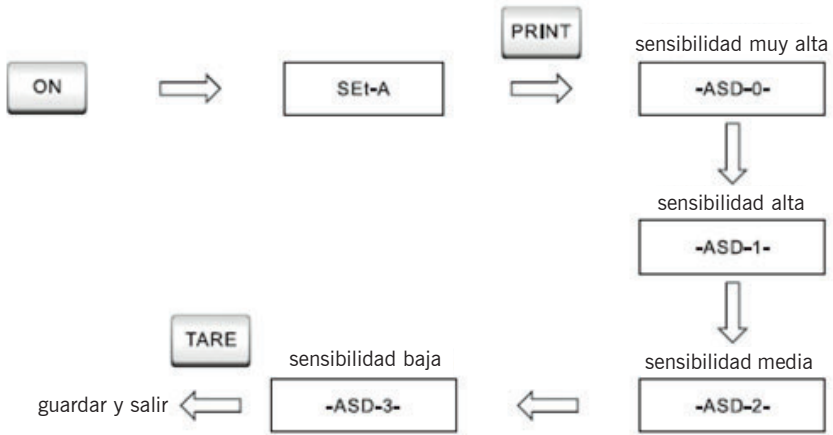 PRINT
sensibilidad muy alta
ON
SEt-A
-ASD-0-
sensibilidad alta
-ASD-1-
TARE
sensibilidad baja
sensibilidad media
guardar y salir
-ASD-3-
-ASD-2-